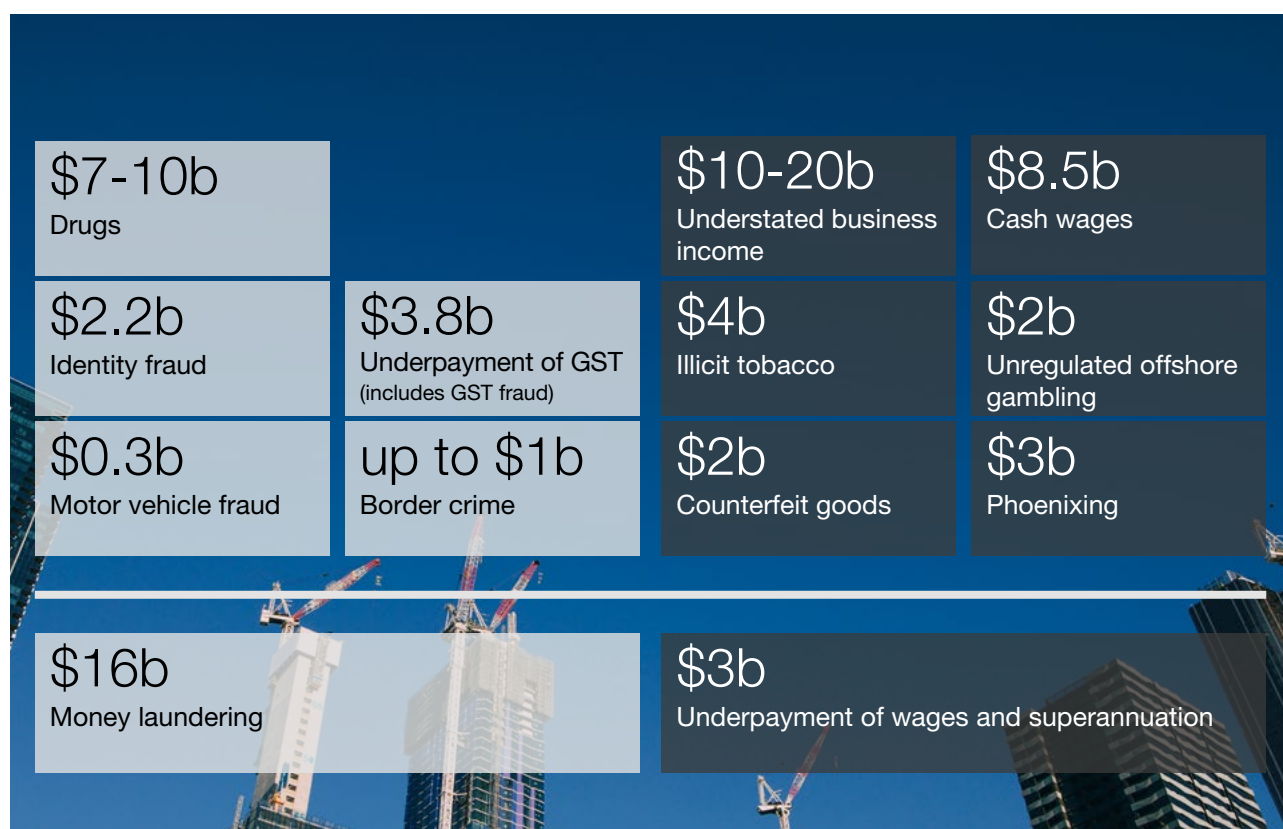 $7-10b
Drugs
$10-20b
Understated business
income
$8.5b
Cash wages
$2.2b
Identity fraud
$3.8b
Underpayment of GST
(includes GST fraud)
$4b
Illicit tobacco
$2b
Unregulated offshore
gambling
$0.3b
Motor vehicle fraud
up to $1b
Border crime
$2b
Counterfeit goods
$3b
Phoenixing
$16b
Money laundering
$3b
Underpayment of wages and superannuation